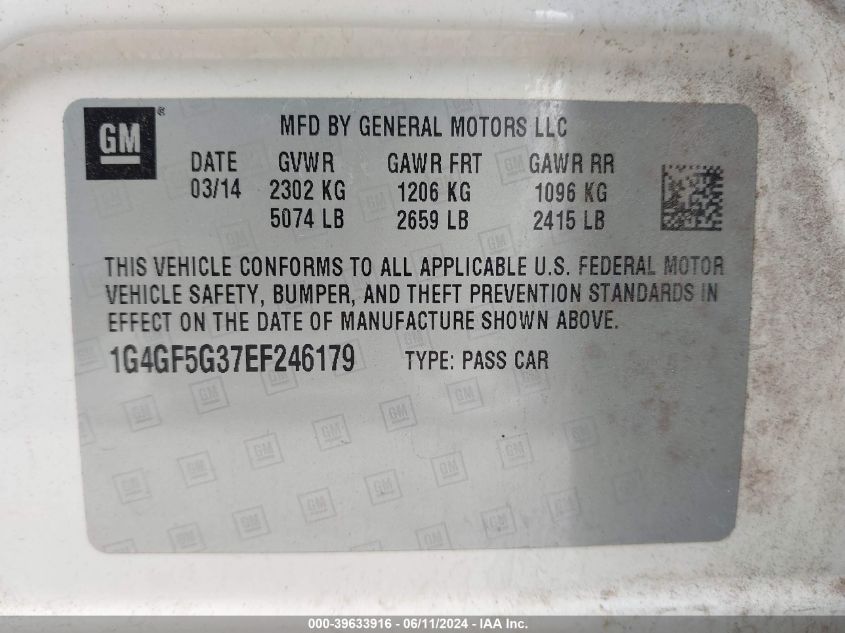 GM ®
MFD BY GENERAL MOTORS LLC
DATE GVWR GAWR FRT GAWR RR
03/14 2302 KG 1206 KG 1096 KG
5074 LB 2659 LB 2415 LB
THIS VEHICLE CONFORMS TO ALL APPLICABLE U.S. FEDERAL MOTOR
VEHICLE SAFETY, BUMPER, AND THEFT PREVENTION STANDARDS IN
EFFECT ON THE DATE OF MANUFACTURE SHOWN ABOVE.
1G4GF5G37EF246179 TYPE: PASS CAR
000-39633916 - 06/11/2024 - IAA Inc.